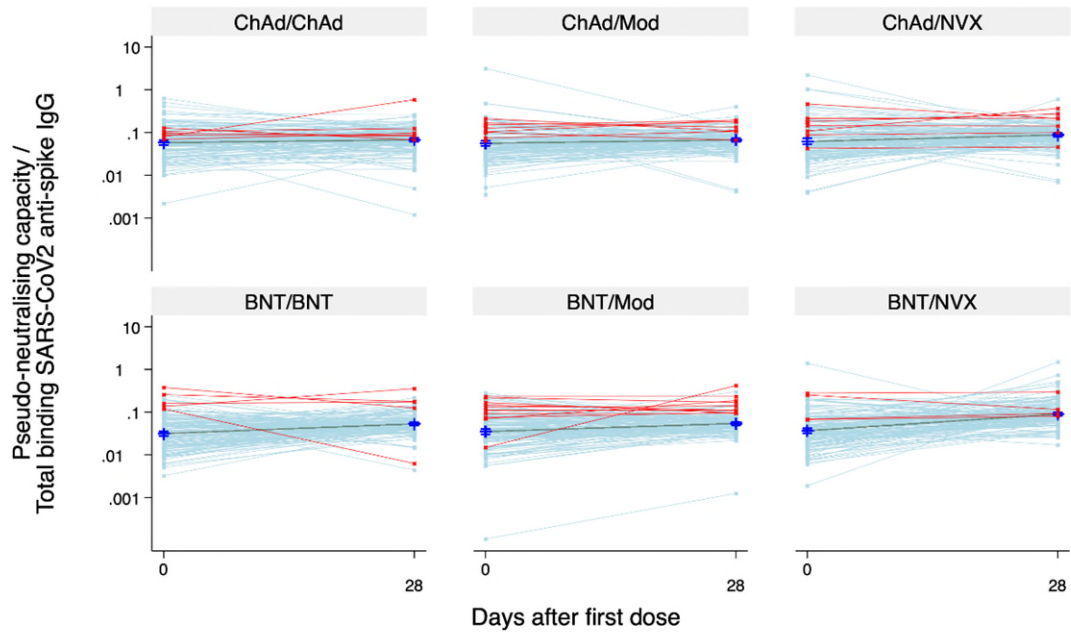 ChAd/ChAd ChAd/Mod ChAd/NVX
10
1
.1
.01
.001
Pseudo-neutralising capacity /
Total binding SARS-CoV2 anti-spike IgG
BNT/BNT BNT/Mod BNT/NVX
10
1
.1
.01
.001
0 0 0
28 28 28
Days after first dose